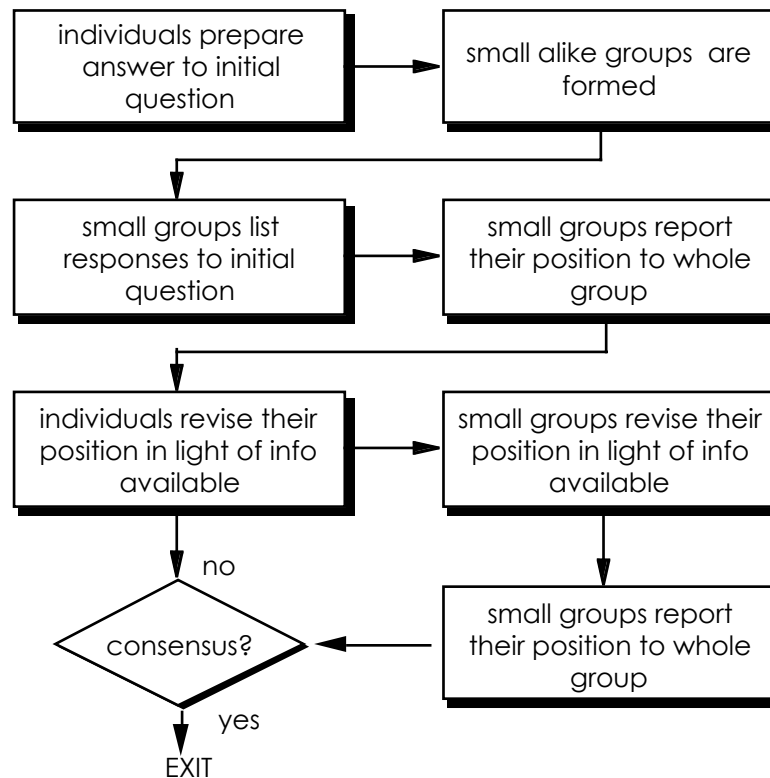 individuals prepare
answer to initial
question
small alike groups are
formed
small groups list
responses to initial
question
small groups report
their position to whole
group
individuals revise their
position in light of info
available
small groups revise their
position in light of info
available
no
consensus?
small groups report
their position to whole
group
yes
EXIT